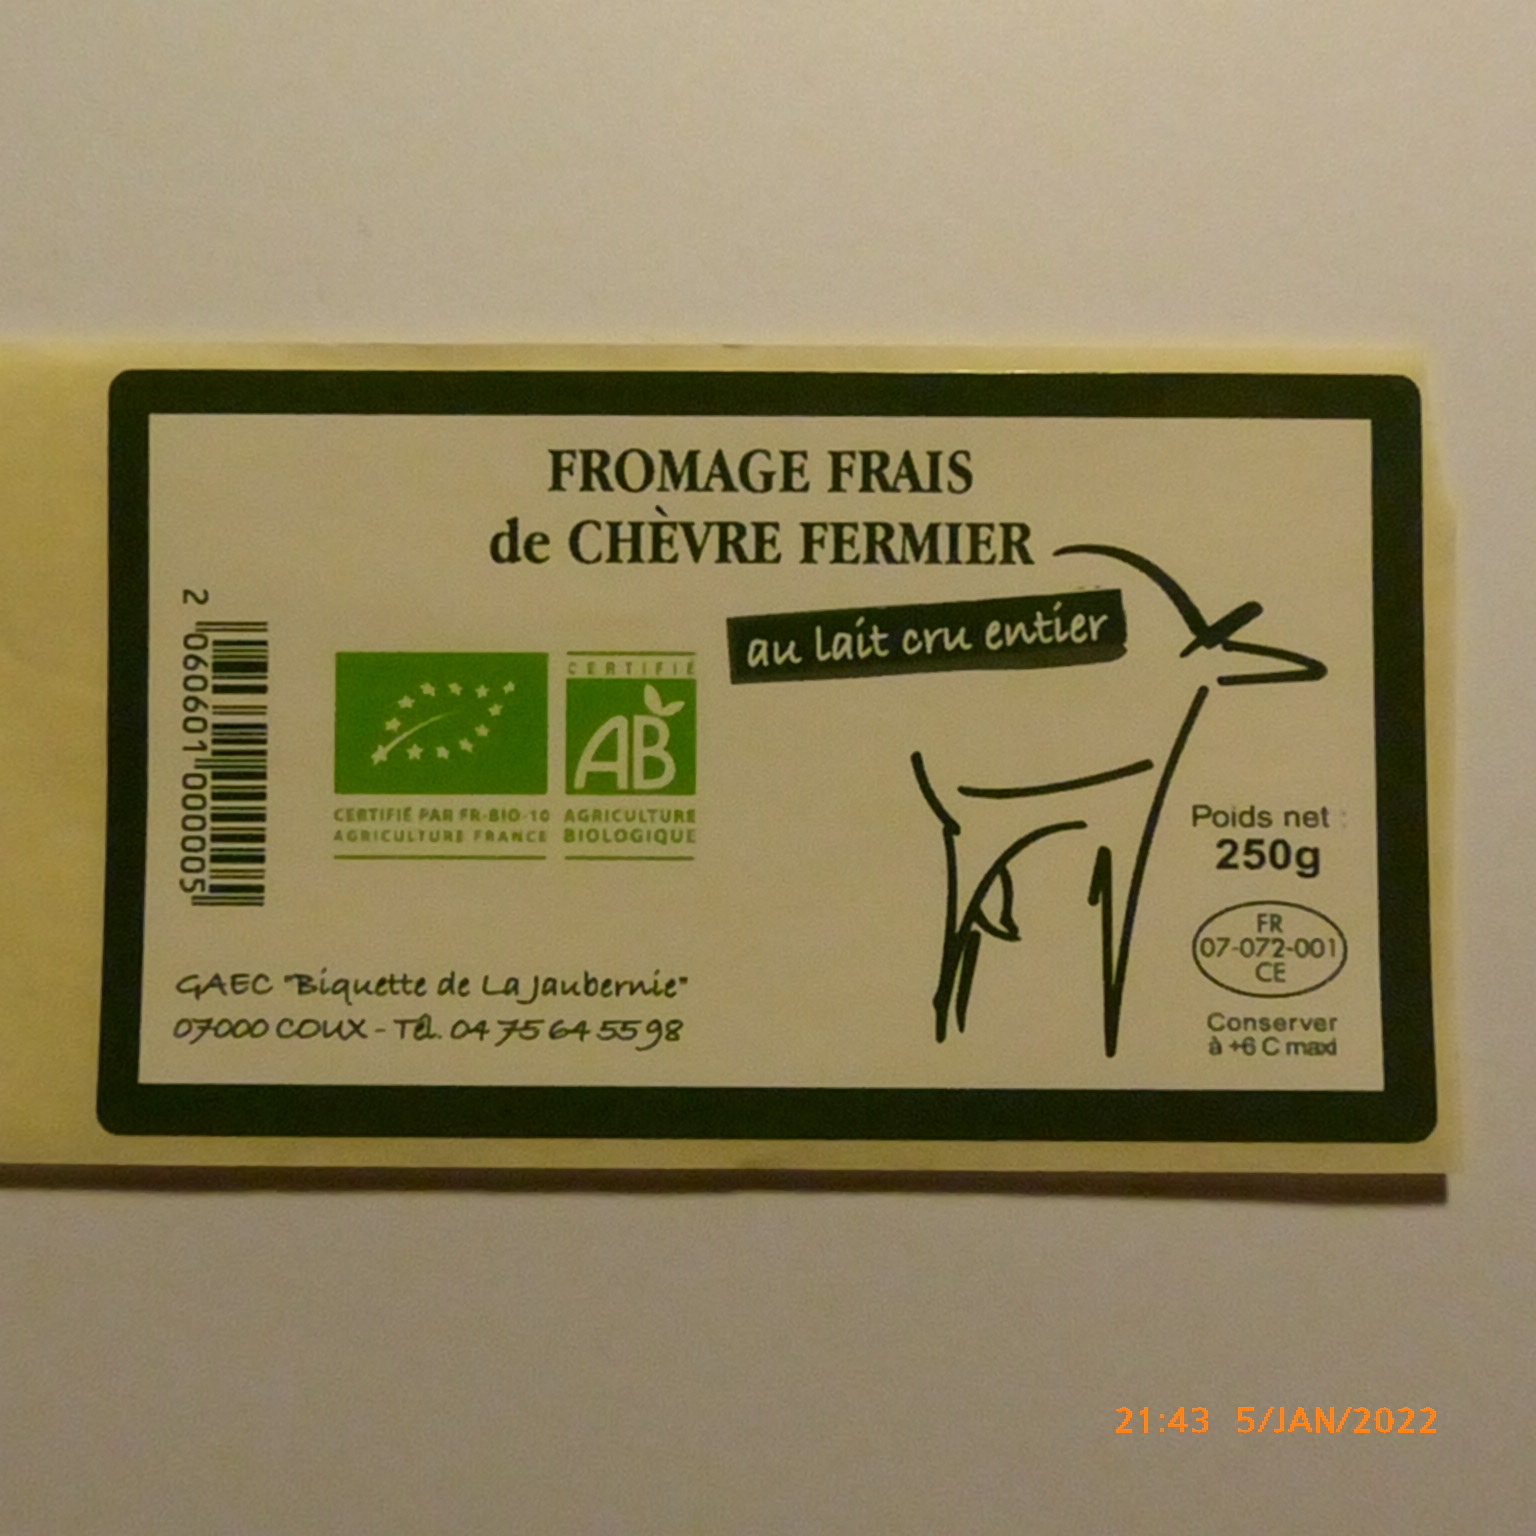 FROMAGE FRAIS
de CHÈVRE FERMIER
au lait cru entier
2 060601 000005
CERTIFIÉ
AB
CERTIFIÉ PAR FR-BIO-10
AGRICULTURE FRANCE
AGRICULTURE
BIOLOGIQUE
Poids net :
250g
FR
07-072-001
CE
Conserver
à +6 C maxi
GAEC "Biquette de La Jaubernie"
07000 COUX - Tél. 04 75 64 55 98
21:43 5/JAN/2022